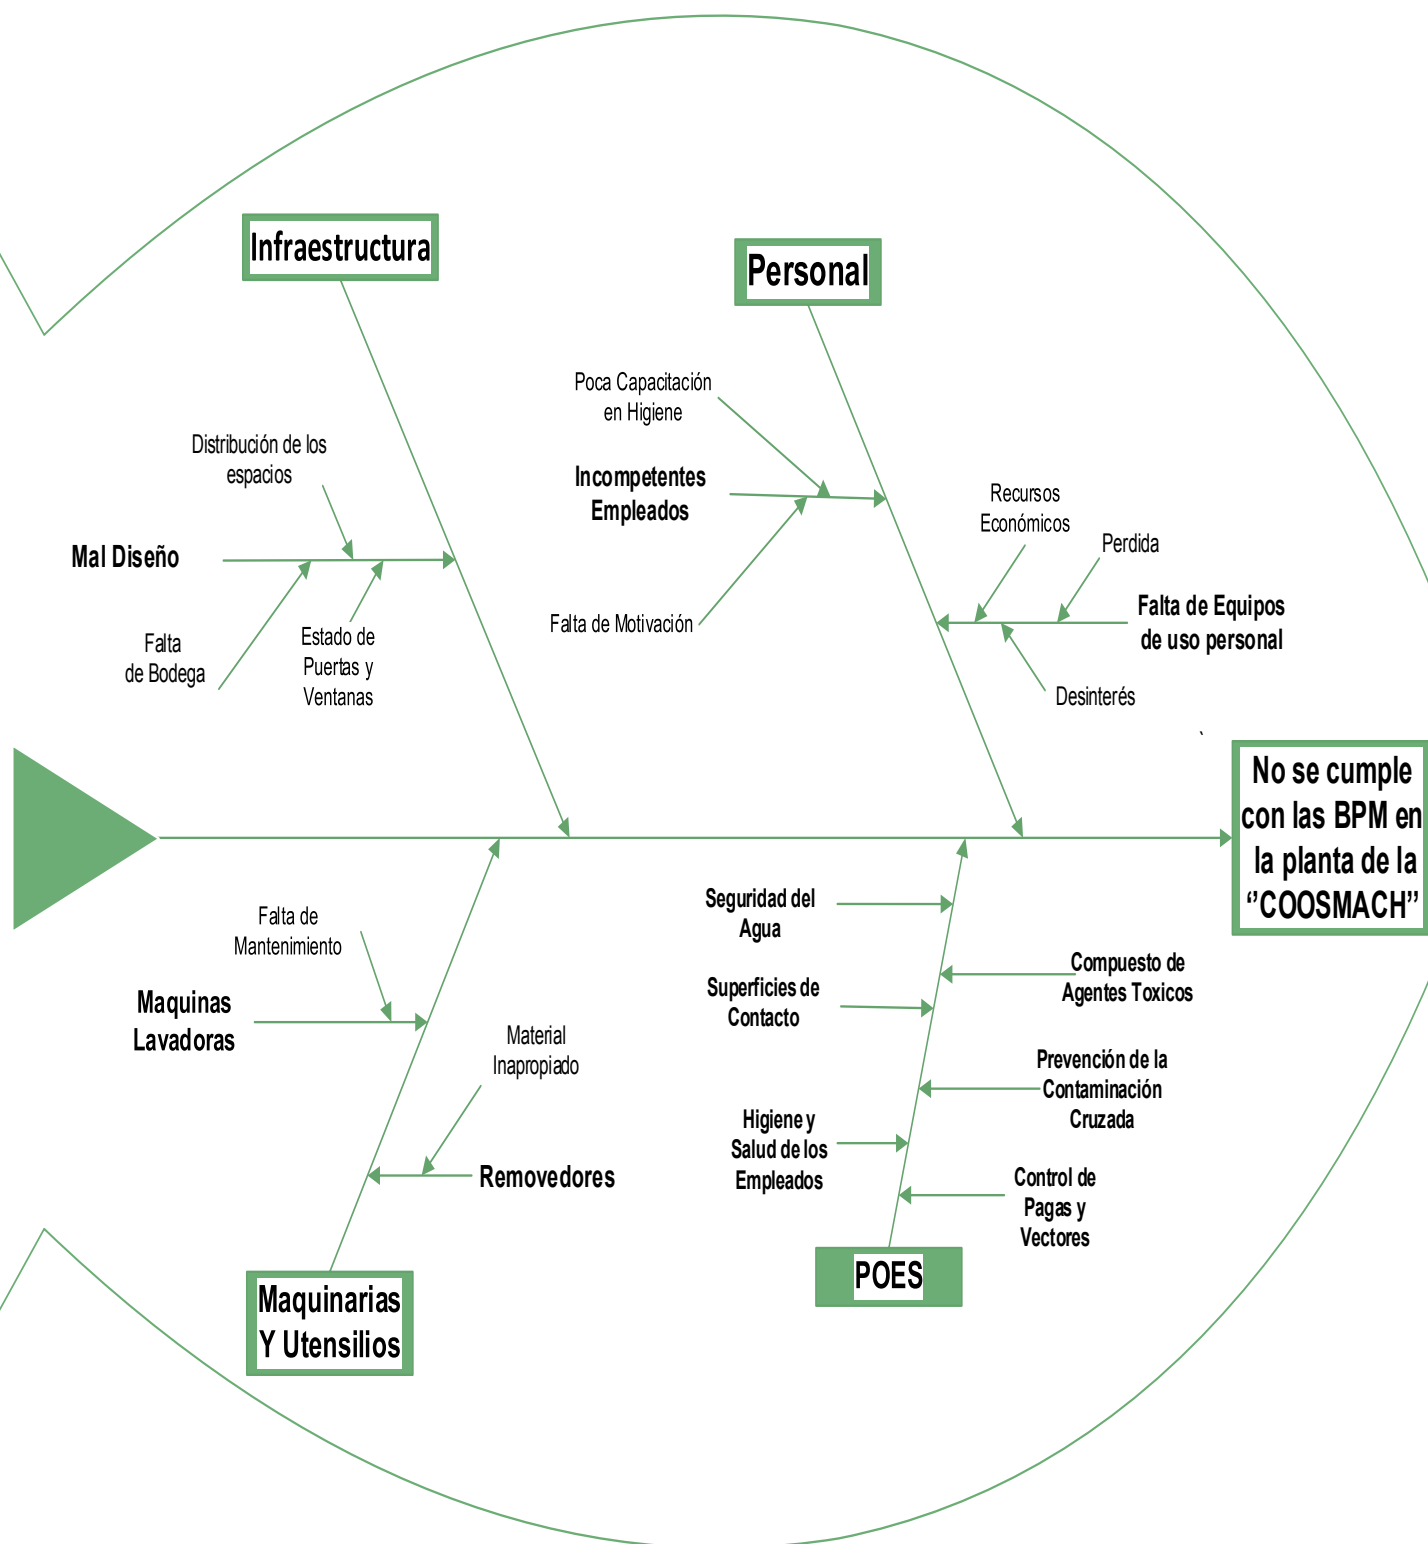 Infraestructura
Personal
Poca Capacitación
en Higiene
Distribución de los
espacios
Incompetentes
Empleados
Recursos
Económicos
Perdida
Mal Diseño
Falta de Equipos
de uso personal
Falta de Motivación
Falta
de Bodega
Estado de
Puertas y
Ventanas
Desinterés
No se cumple
con las BPM en
la planta de la
‘’COOSMACH’’
Falta de
Mantenimiento
Maquinas
Lavadoras
Material
Inapropiado
Removedores
Maquinarias
Y Utensilios
Seguridad del
Agua
Compuesto de
Agentes Toxicos
Superficies de
Contacto
Prevención de la
Contaminación
Cruzada
Higiene y
Salud de los
Empleados
Control de
Pagas y
Vectores
POES